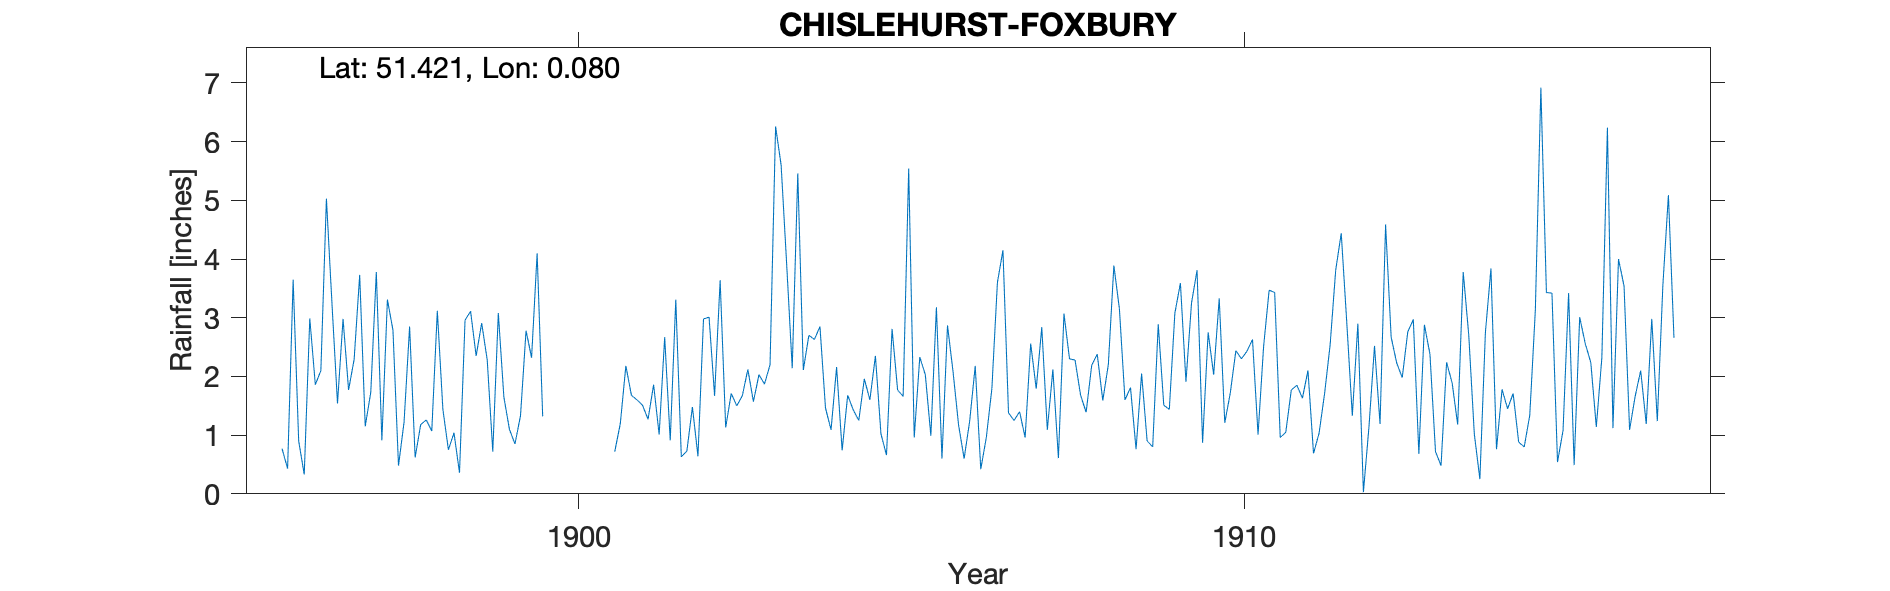 CHISLEHURST-FOXBURY
Lat: 51.421, Lon: 0.080
7
6
5
4
3
2
1
0
Rainfall [inches]
1900 1910
Year